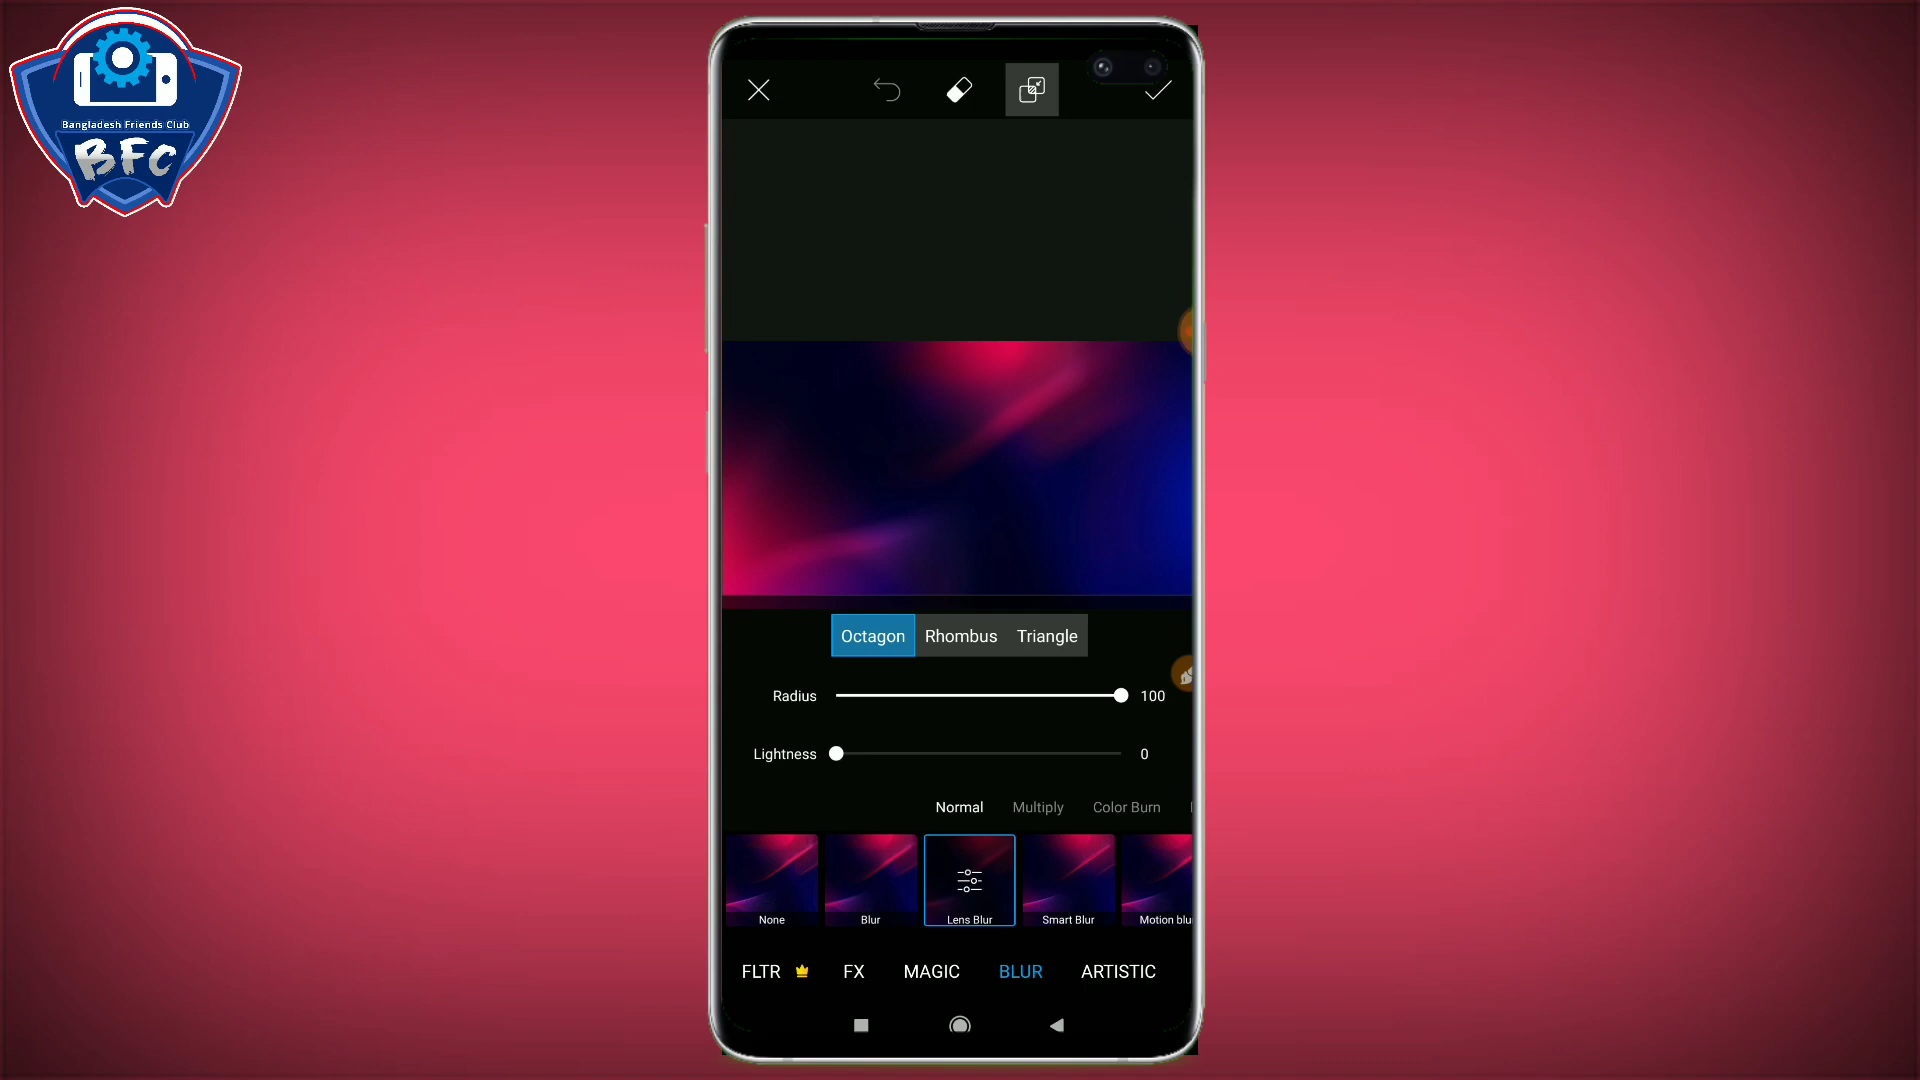 Bangladesh Friends Club
BFC
Octagon Rhombus Triangle
Radius 100
Lightness 0
Normal Multiply Color Burn
None Blur Lens Blur Smart Blur Motion blu
FLTR FX MAGIC BLUR ARTISTIC